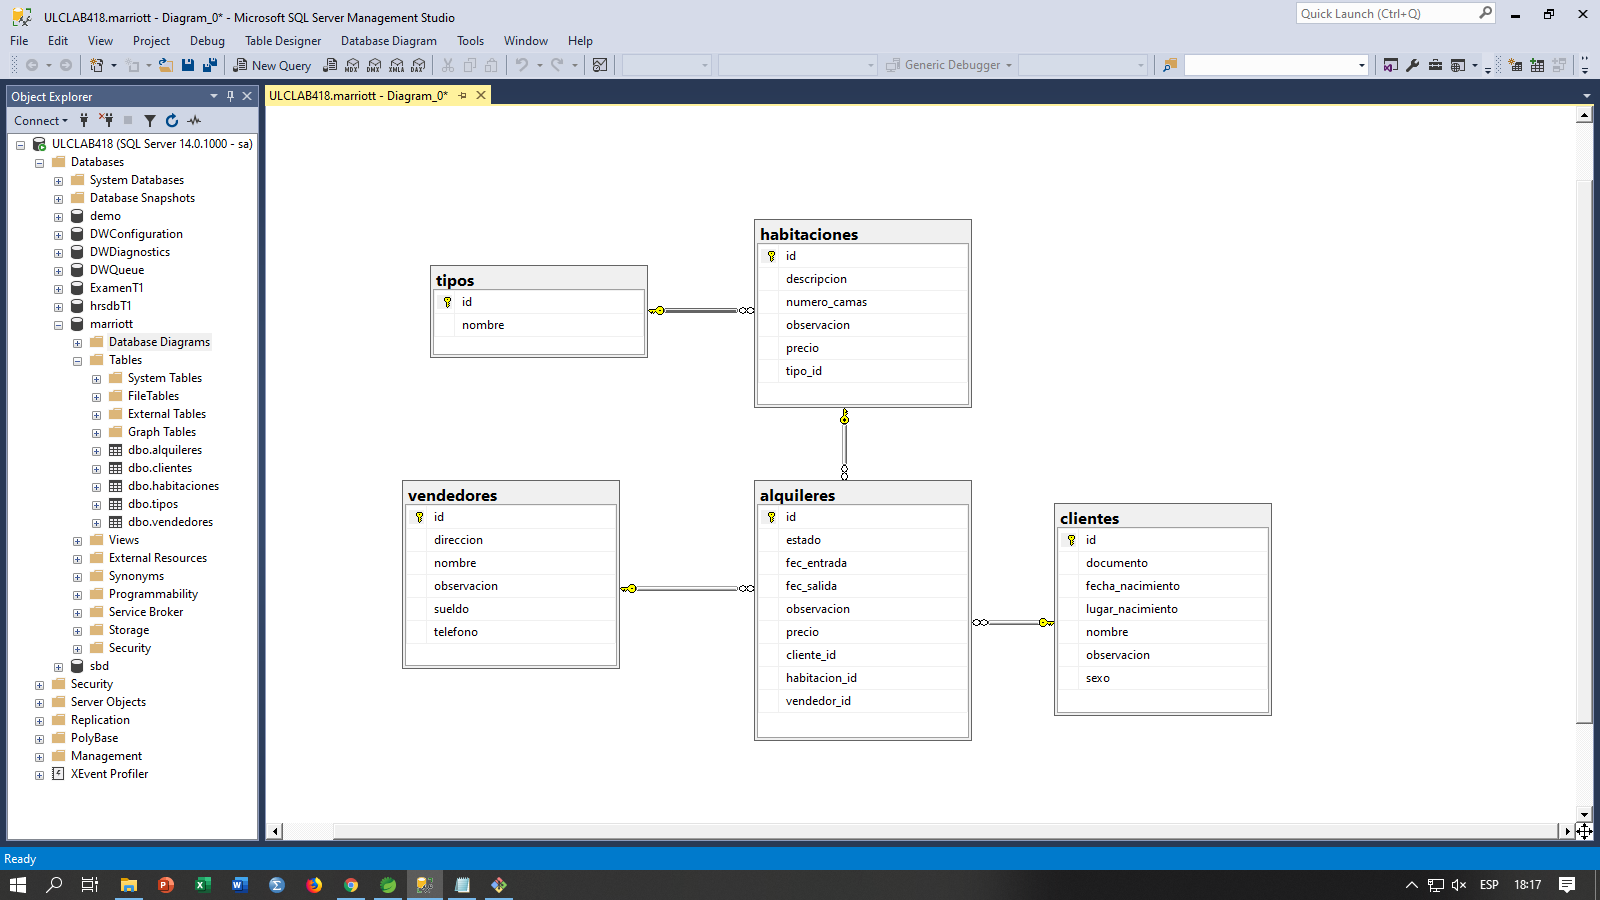 ULCLAB418.marriott - Diagram_0* - Microsoft SQL Server Management Studio
Quick Launch (Ctrl+Q)
File Edit View Project Debug Table Designer Database Diagram Tools Window Help
New Query
MDX DMX XMLA DAX
Generic Debugger
Object Explorer
Connect
ULCLAB418 (SQL Server 14.0.1000 - sa)
Databases
System Databases
Database Snapshots
demo
DWConfiguration
DWDiagnostics
DWQueue
ExamenT1
hrsdbT1
marriott
Database Diagrams
Tables
System Tables
FileTables
External Tables
Graph Tables
dbo.alquileres
dbo.clientes
dbo.habitaciones
dbo.tipos
dbo.vendedores
Views
External Resources
Synonyms
Programmability
Service Broker
Storage
Security
sbd
Security
Server Objects
Replication
PolyBase
Management
XEvent Profiler
ULCLAB418.marriott - Diagram_0*
habitaciones
id
descripcion
numero_camas
observacion
precio
tipo_id
tipos
id
nombre
vendedores
id
direccion
nombre
observacion
sueldo
telefono
alquileres
id
estado
fec_entrada
fec_salida
observacion
precio
cliente_id
habitacion_id
vendedor_id
clientes
id
documento
fecha_nacimiento
lugar_nacimiento
nombre
observacion
sexo
Ready
ESP
18:17